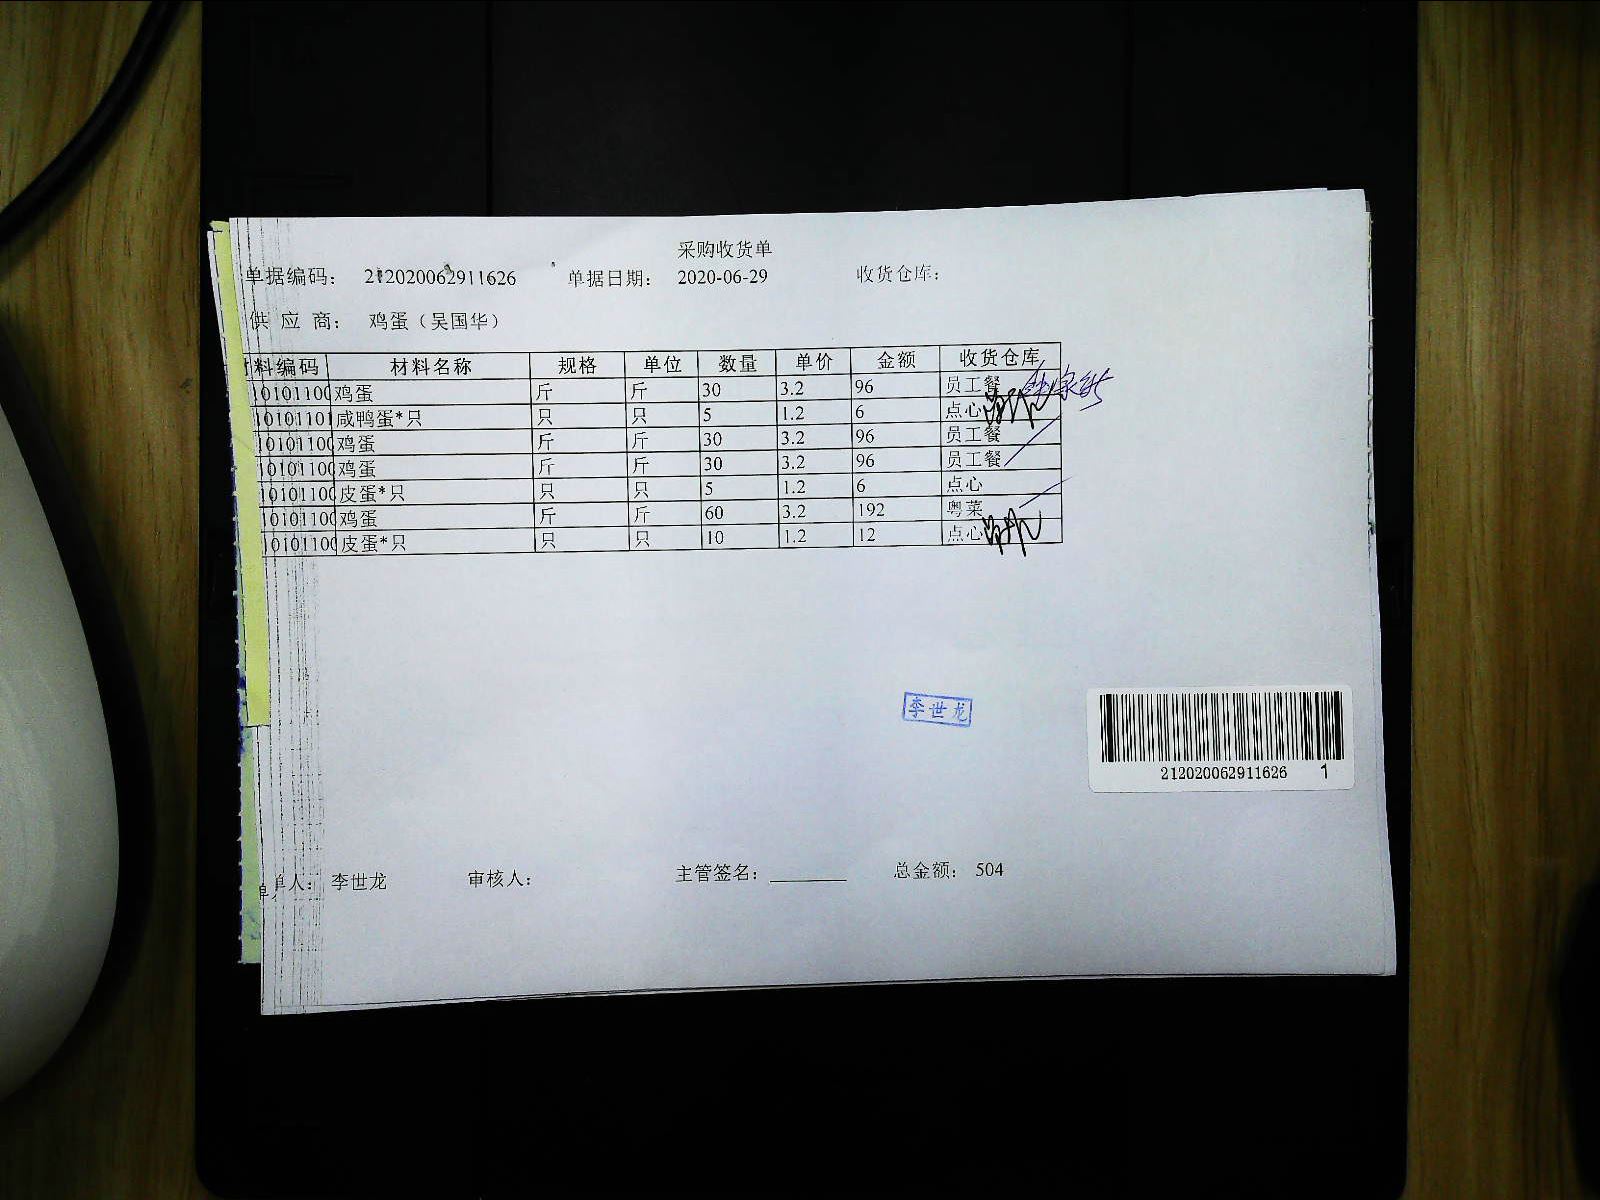 采购收货单
单据编码： 212020062911626 单据日期： 2020-06-29 收货仓库：
供 应 商： 鸡蛋（吴国华）
材料编码 材料名称 规格 单位 数量 单价 金额 收货仓库
10101100 鸡蛋 斤 斤 30 3.2 96 员工餐
10101101 咸鸭蛋*只 只 只 5 1.2 6 点心
10101100 鸡蛋 斤 斤 30 3.2 96 员工餐
10101100 鸡蛋 斤 斤 30 3.2 96 员工餐
10101100 皮蛋*只 只 只 5 1.2 6 点心
10101100 鸡蛋 斤 斤 60 3.2 192 粤菜
10101100 皮蛋*只 只 只 10 1.2 12 点心
李世龙
212020062911626 1
单人： 李世龙 审核人： 主管签名： 总金额： 504